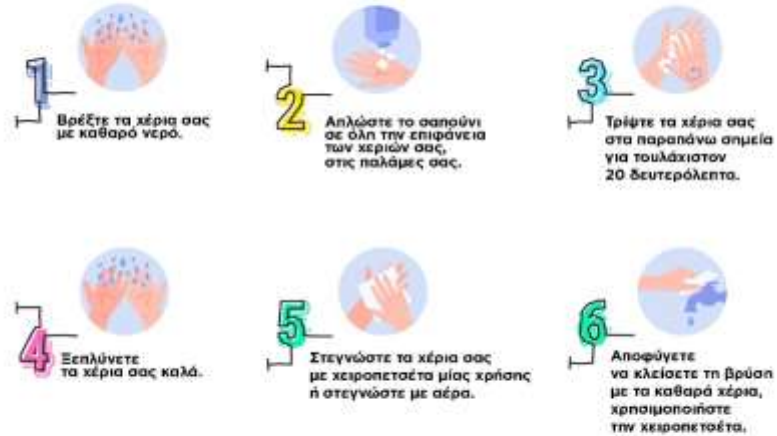 1
Βρέξτε τα χέρια σας
με καθαρό νερό.
2
Απλώστε το σαπούνι
σε όλη την επιφάνεια
των χεριών σας,
στις παλάμες σας.
3
Τρίψτε τα χέρια σας
στα παραπάνω σημεία
για τουλάχιστον
20 δευτερόλεπτα.
4
Ξεπλύνετε
τα χέρια σας καλά.
5
Στεγνώστε τα χέρια σας
με χειροπετσέτα μίας χρήσης
ή στεγνώστε με αέρα.
6
Αποφύγετε
να κλείσετε τη βρύση
με τα καθαρά χέρια,
χρησιμοποιήστε
την χειροπετσέτα.